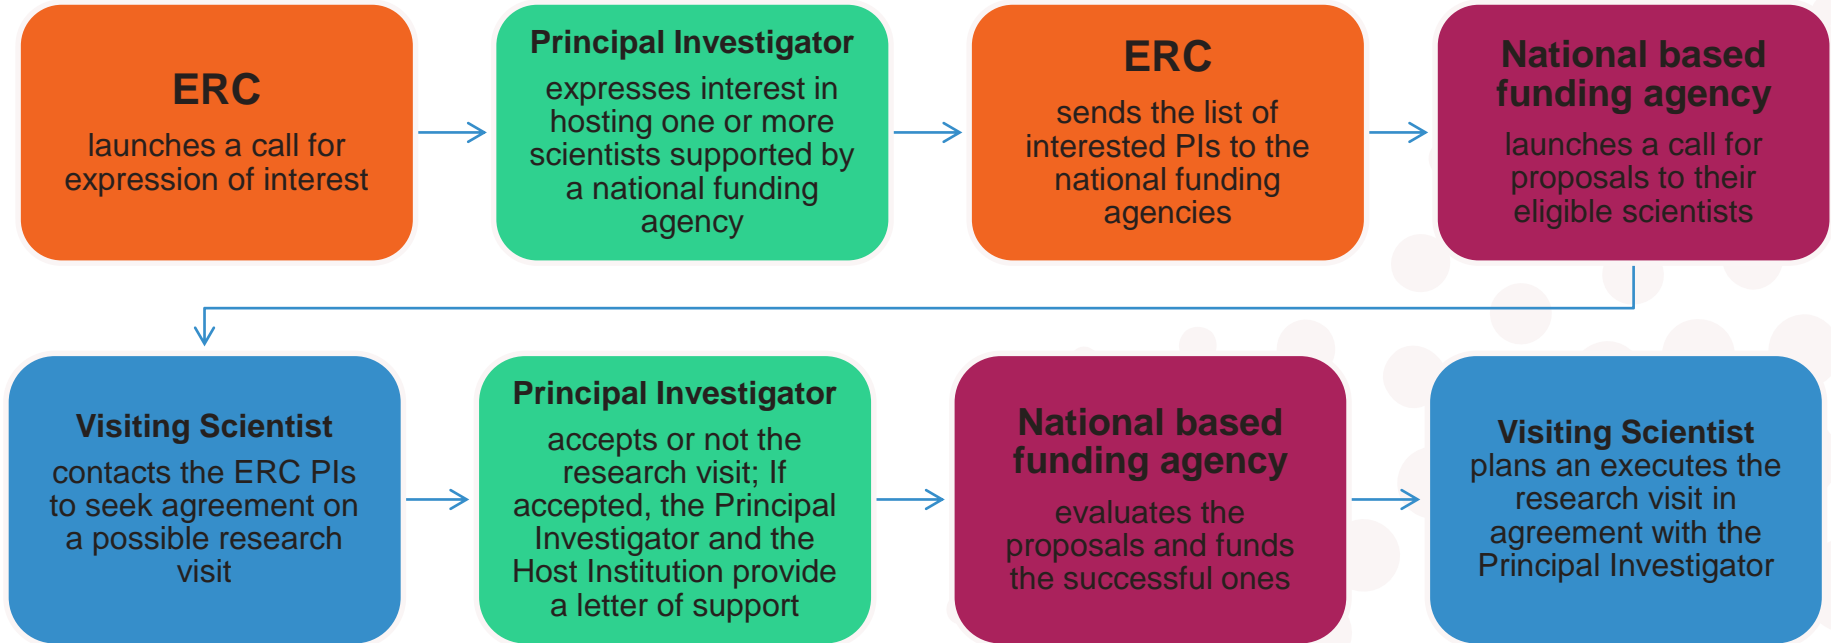 ERC
launches a call for
expression of interest
Principal Investigator
expresses interest in
hosting one or more
scientists supported by
a national funding
agency
ERC
sends the list of
interested PIs to the
national funding
agencies
National based
funding agency
launches a call for
proposals to their
eligible scientists
Visiting Scientist
contacts the ERC PIs
to seek agreement on
a possible research
visit
Principal Investigator
accepts or not the
research visit; If
accepted, the Principal
Investigator and the
Host Institution provide
a letter of support
National based
funding agency
evaluates the
proposals and funds
the successful ones
Visiting Scientist
plans an executes the
research visit in
agreement with the
Principal Investigator